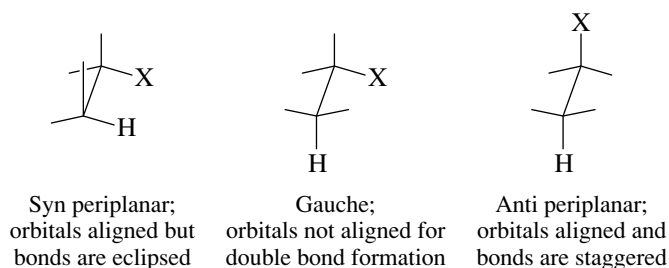 X
H
X
H
X
H
Syn periplanar;
orbitals aligned but
bonds are eclipsed
Gauche;
orbitals not aligned for
double bond formation
Anti periplanar;
orbitals aligned and
bonds are staggered